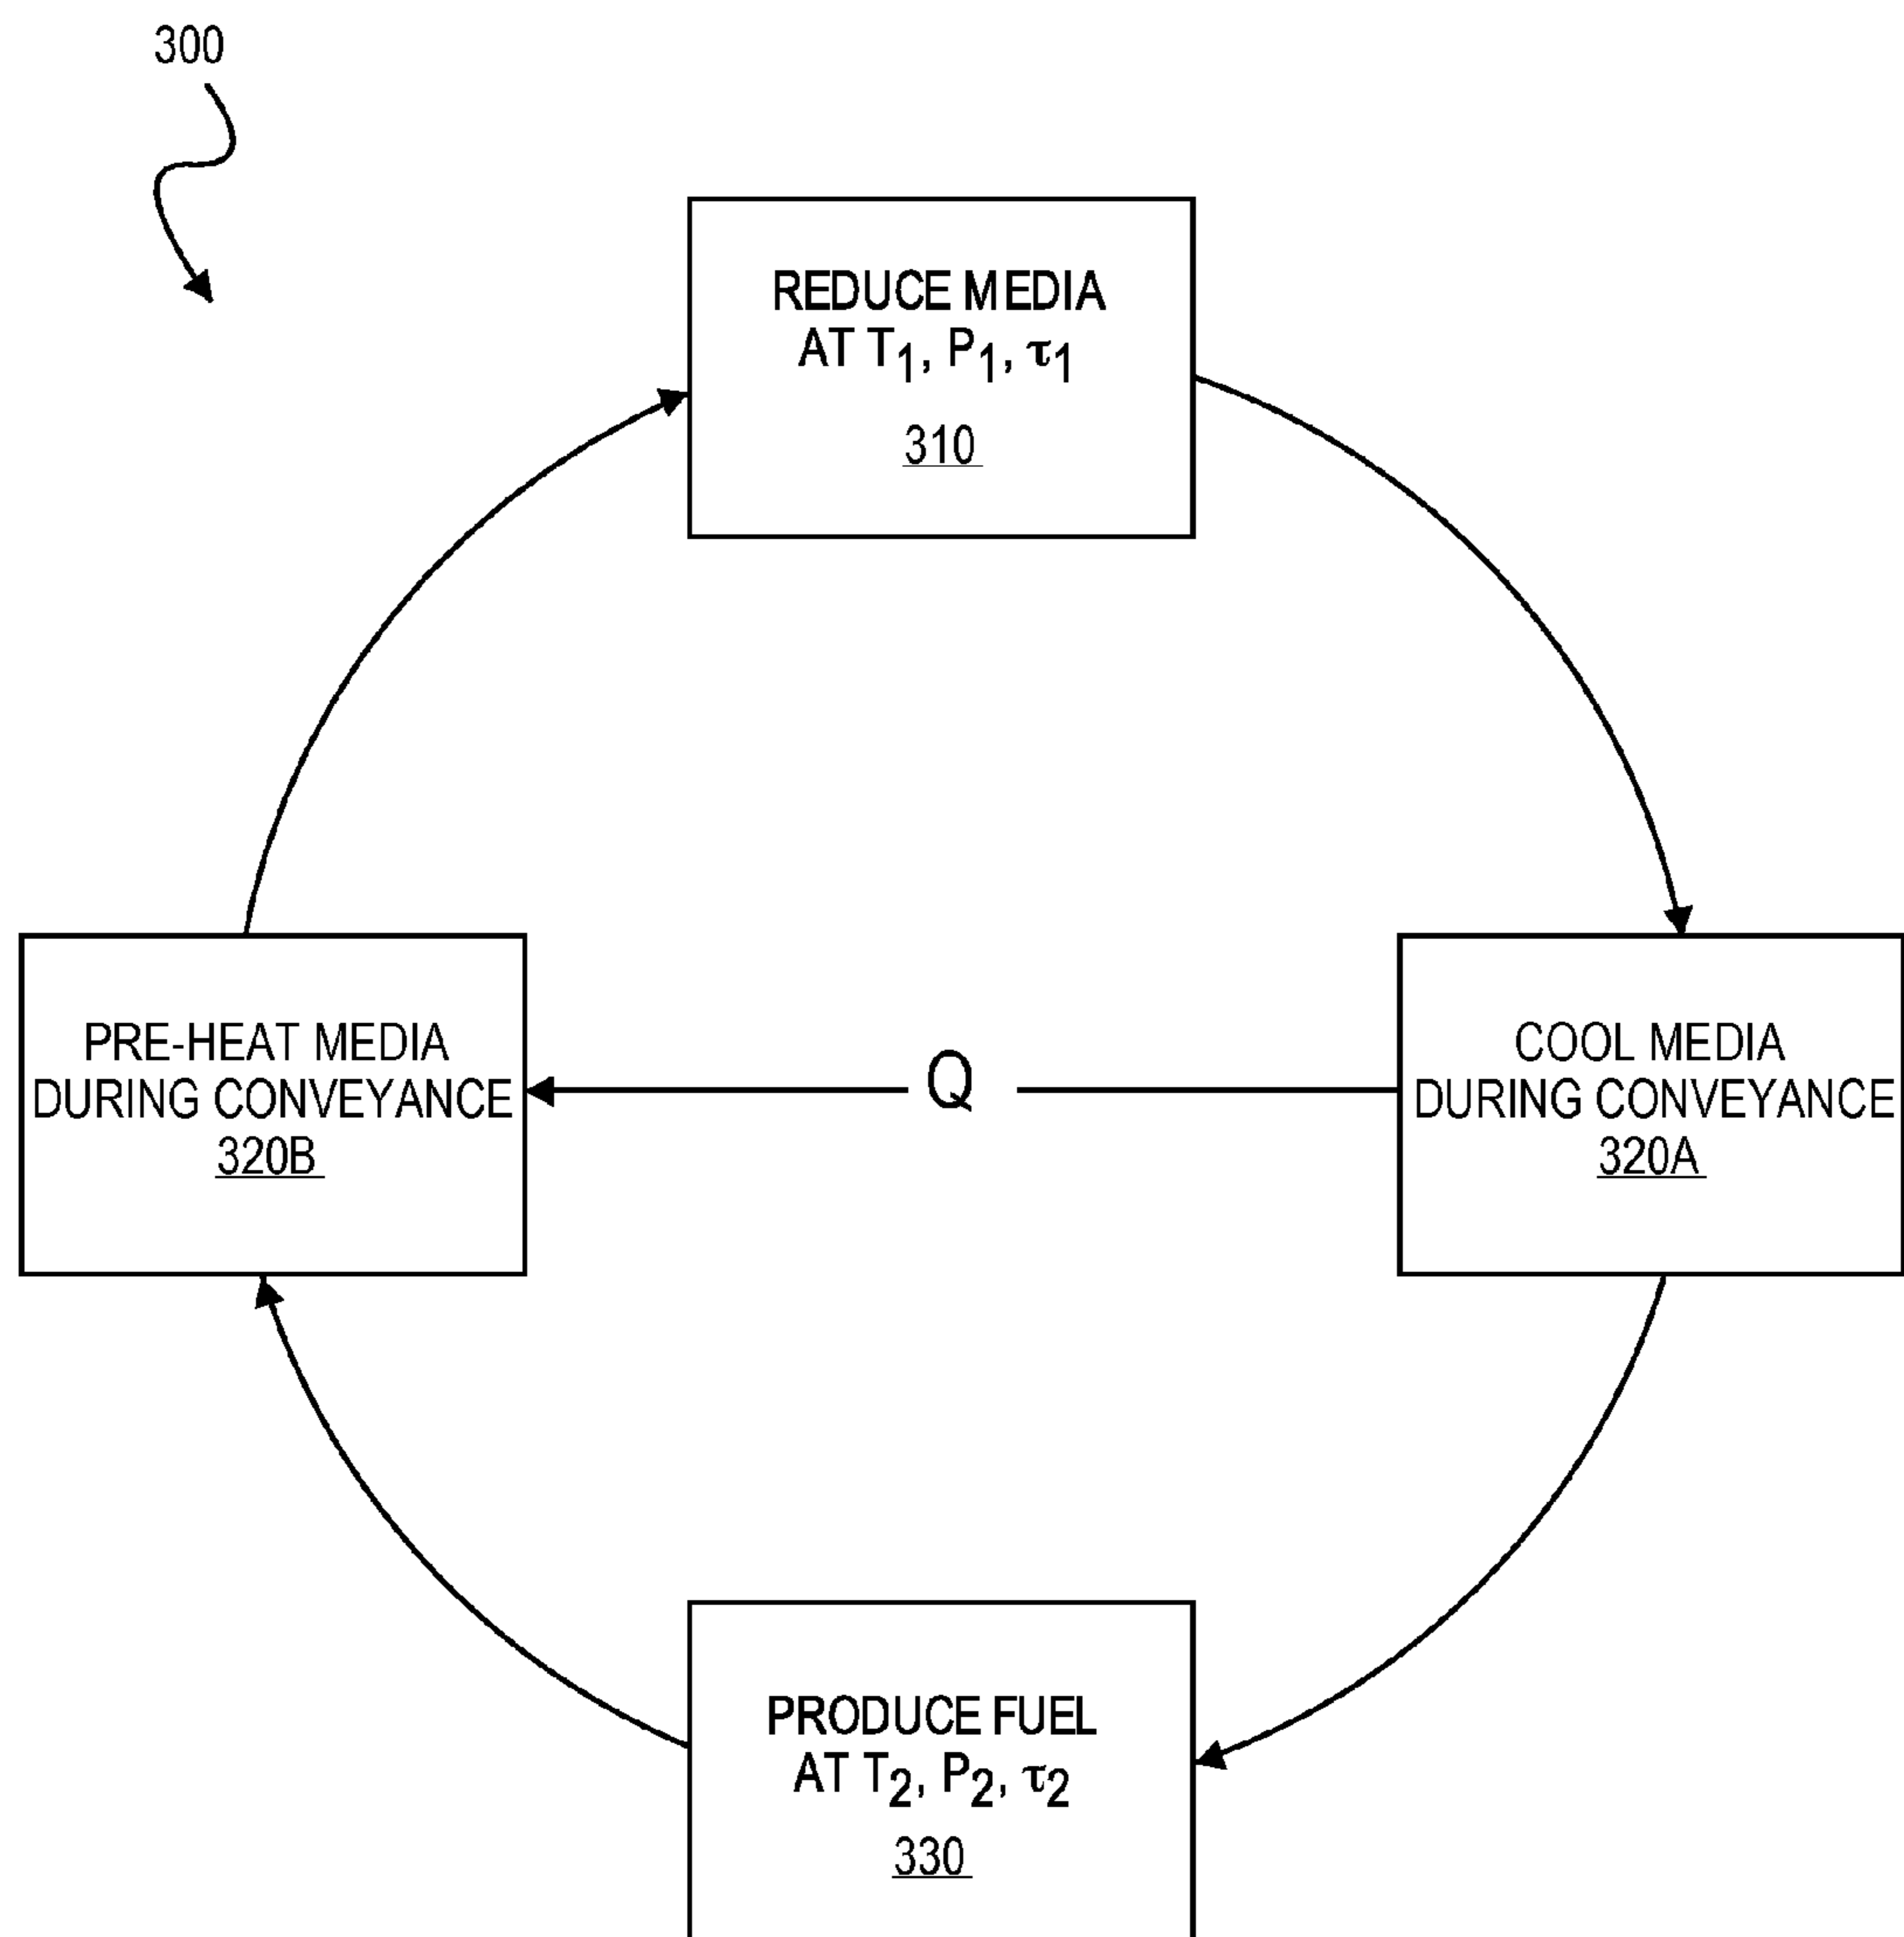 300
REDUCE MEDIA
AT T₁, P₁, τ₁
310
PRE-HEAT MEDIA
DURING CONVEYANCE
320B
Q
COOL MEDIA
DURING CONVEYANCE
320A
PRODUCE FUEL
AT T₂, P₂, τ₂
330